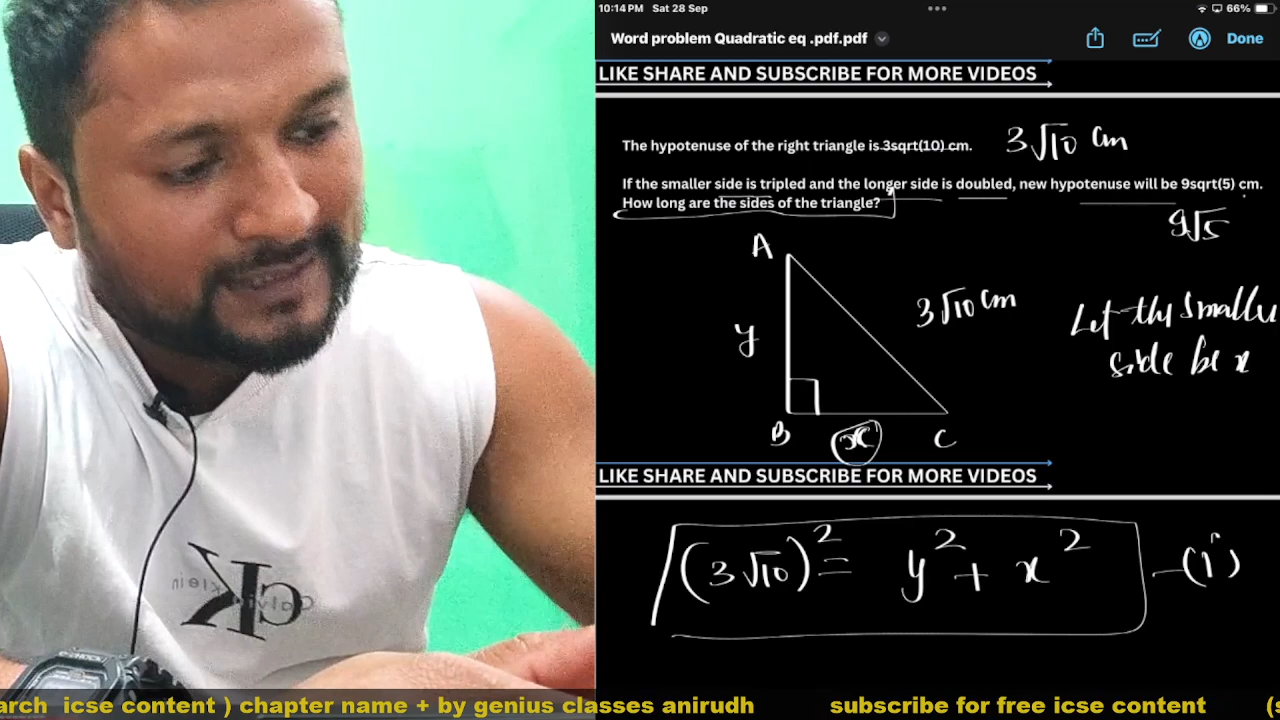 10:14 PM Sat 28 Sep
66%
Word problem Quadratic eq .pdf.pdf
Done
LIKE SHARE AND SUBSCRIBE FOR MORE VIDEOS
The hypotenuse of the right triangle is 3sqrt(10) cm.
3√10 cm
If the smaller side is tripled and the longer side is doubled, new hypotenuse will be 9sqrt(5) cm.
How long are the sides of the triangle?
9√5
A
3√10 cm
y
Let the smaller
side be x
B
x
C
LIKE SHARE AND SUBSCRIBE FOR MORE VIDEOS
(3√10)² = y² + x² —(i)
CK
Calvin Klein
arch icse content ) chapter name + by genius classes anirudh
subscribe for free icse content
(s